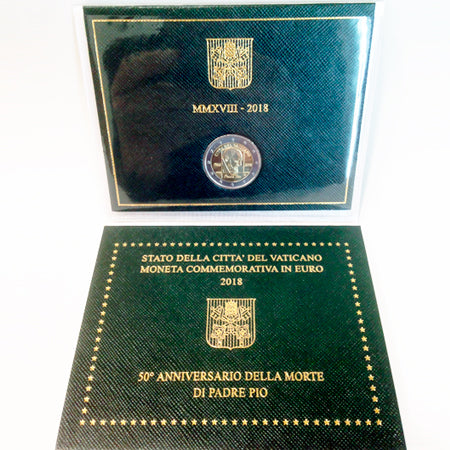 MMXVIII - 2018
STATO DELLA CITTA' DEL VATICANO
MONETA COMMEMORATIVA IN EURO
2018
50° ANNIVERSARIO DELLA MORTE
DI PADRE PIO